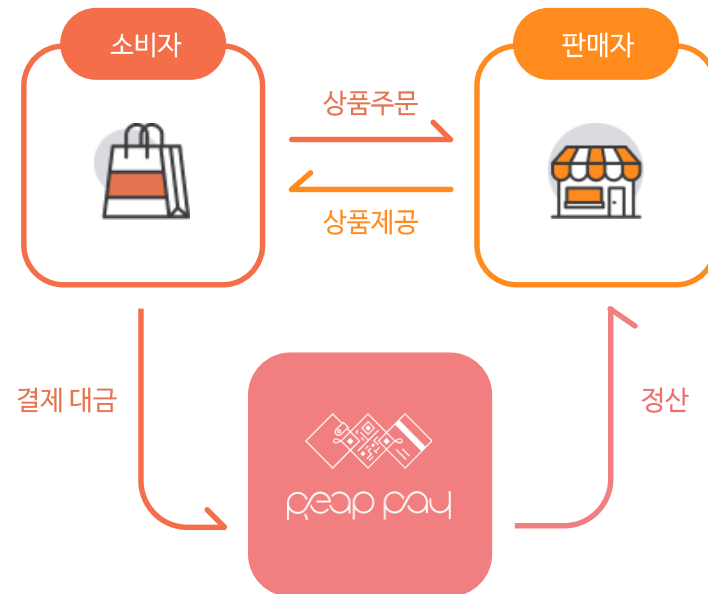 소비자
판매자
상품주문
상품제공
결제 대금
정산
peap pay